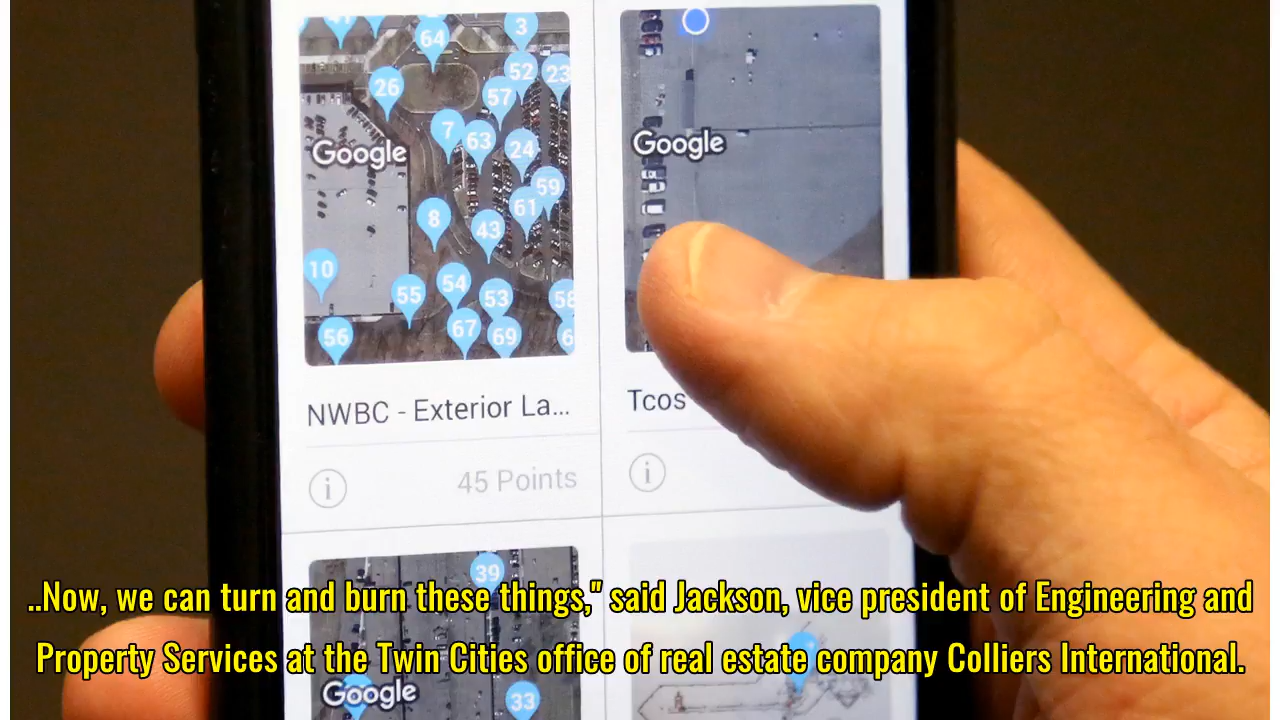 64
3
52
23
26
57
7
63
24
Google
Google
59
61
8
43
10
54
55
53
58
67
69
56
NWBC - Exterior La...
Tcos
45 Points
39
..Now, we can turn and burn these things," said Jackson, vice president of Engineering and
Property Services at the Twin Cities office of real estate company Colliers International.
Google
33